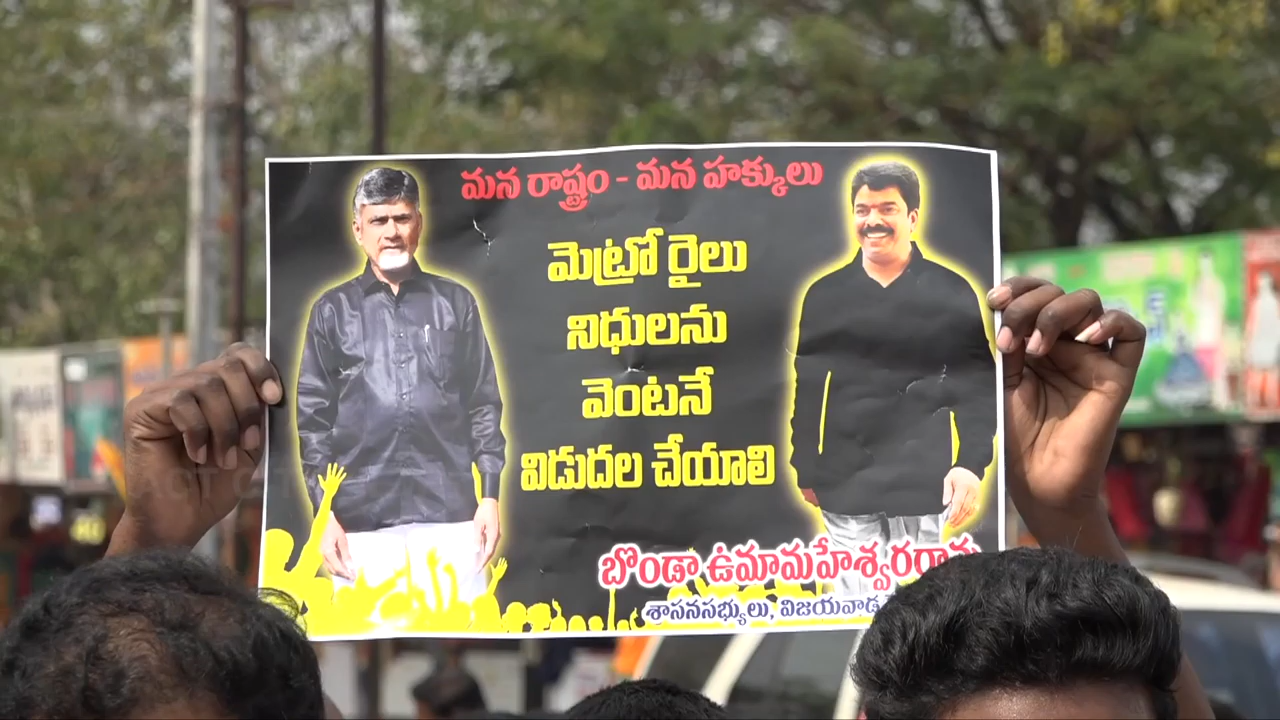 మన రాష్ట్రం - మన హక్కులు
మెట్రో రైలు
నిధులను
వెంటనే
విడుదల చేయాలి
బొండా ఉమామహేశ్వరరావు
శాసనసభ్యులు, విజయవాడ